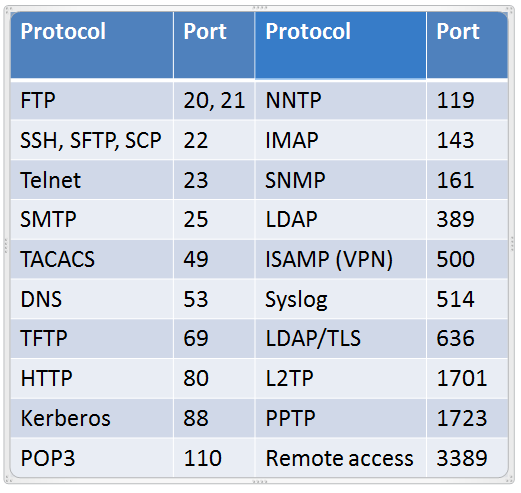 Protocol Port Protocol Port
FTP 20, 21 NNTP 119
SSH, SFTP, SCP 22 IMAP 143
Telnet 23 SNMP 161
SMTP 25 LDAP 389
TACACS 49 ISAMP (VPN) 500
DNS 53 Syslog 514
TFTP 69 LDAP/TLS 636
HTTP 80 L2TP 1701
Kerberos 88 PPTP 1723
POP3 110 Remote access 3389